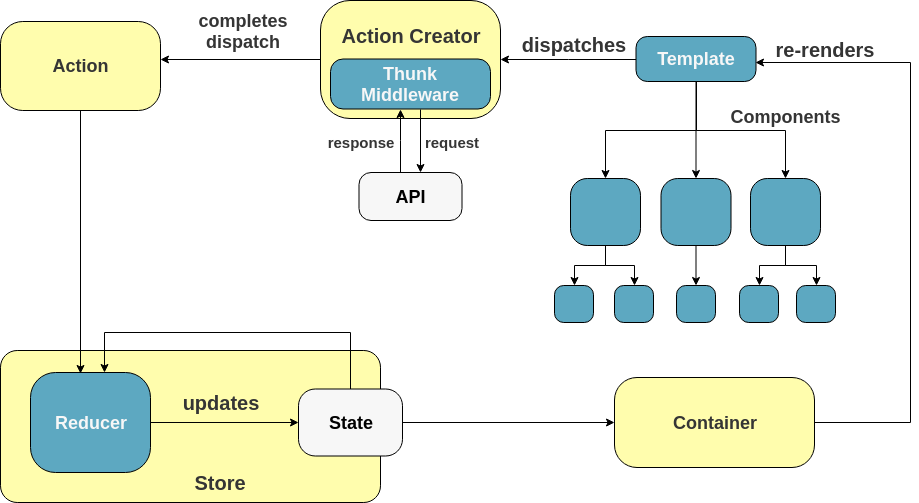 completes
dispatch
Action Creator
dispatches
re-renders
Action
Thunk
Middleware
Template
Components
response
request
API
updates
Reducer
State
Container
Store